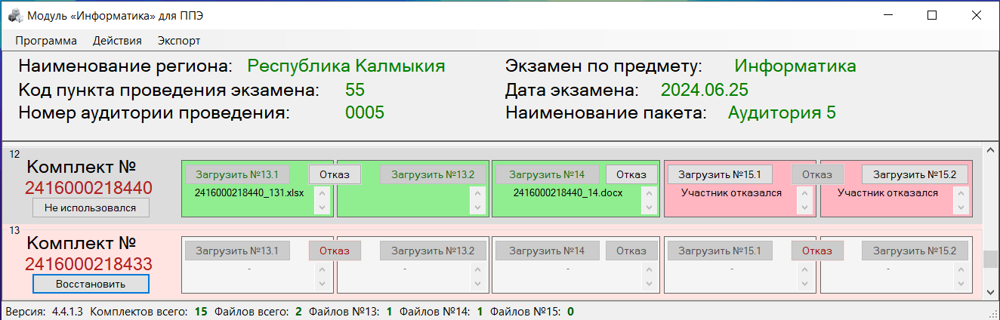 Модуль «Информатика» для ППЭ
Программа Действия Экспорт
Наименование региона: Республика Калмыкия Экзамен по предмету: Информатика
Код пункта проведения экзамена: 55 Дата экзамена: 2024.06.25
Номер аудитории проведения: 0005 Наименование пакета: Аудитория 5
12
Комплект №
2416000218440
Не использовался
Загрузить №13.1 Отказ Загрузить №13.2 Загрузить №14 Отказ Загрузить №15.1 Отказ Загрузить №15.2
2416000218440_131.xlsx 2416000218440_14.docx Участник отказался Участник отказался
13
Комплект №
2416000218433
Восстановить
Загрузить №13.1 Отказ Загрузить №13.2 Загрузить №14 Отказ Загрузить №15.1 Отказ Загрузить №15.2
- - - - -
Версия: 4.4.1.3 Комплектов всего: 15 Файлов всего: 2 Файлов №13: 1 Файлов №14: 1 Файлов №15: 0